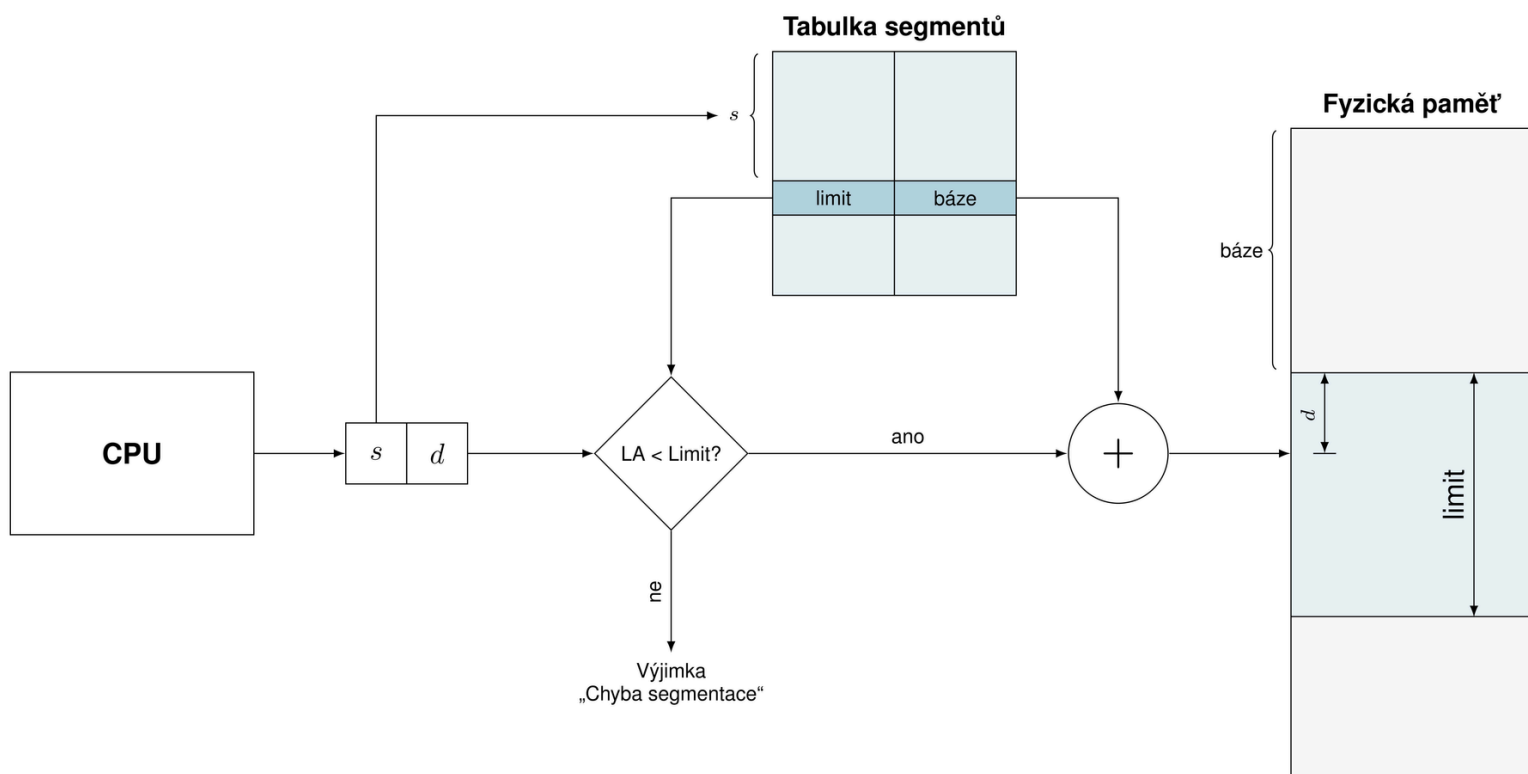 Tabulka segmentů
Fyzická paměť
s
limit
báze
báze
CPU
s
d
LA < Limit?
ano
+
d
limit
ne
Výjimka
„Chyba segmentace“